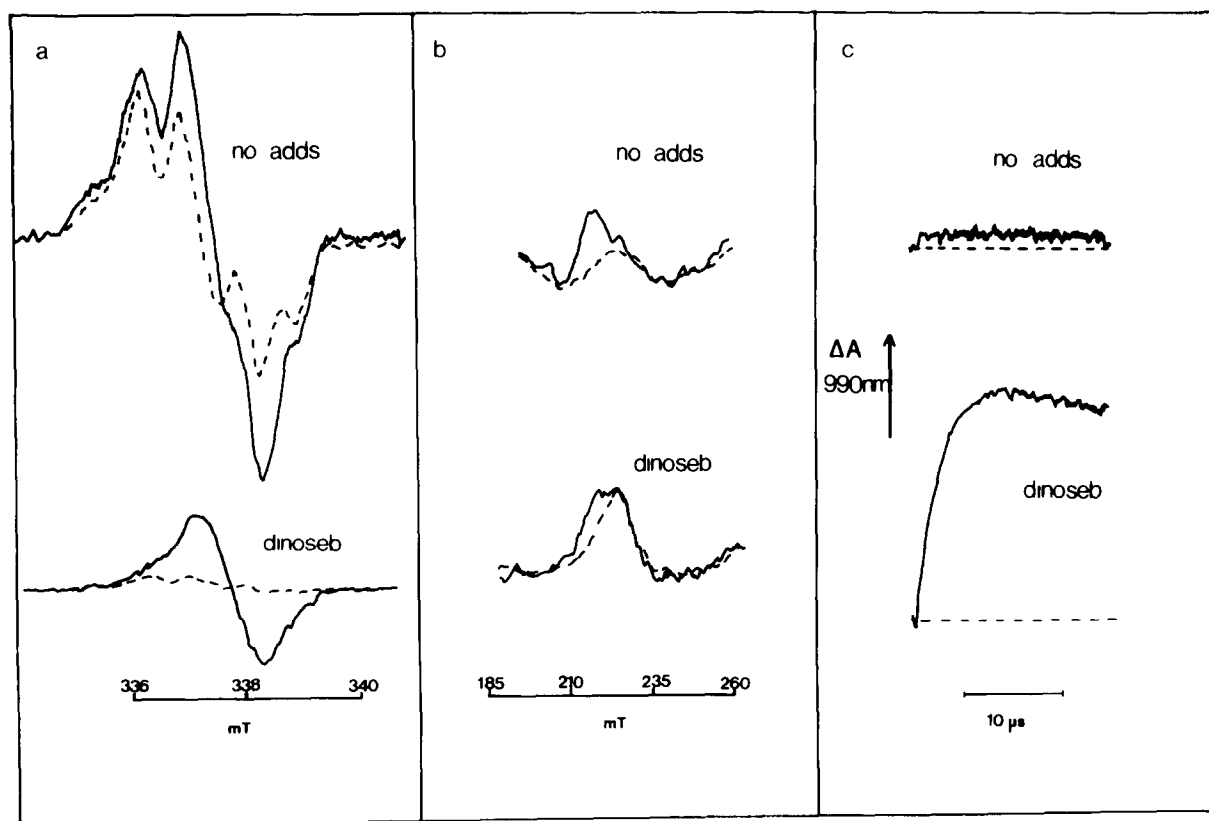 a
no adds
dinoseb
336 338 340
mT
b
no adds
dinoseb
185 210 235 260
mT
c
no adds
ΔA
990nm
dinoseb
10 µs